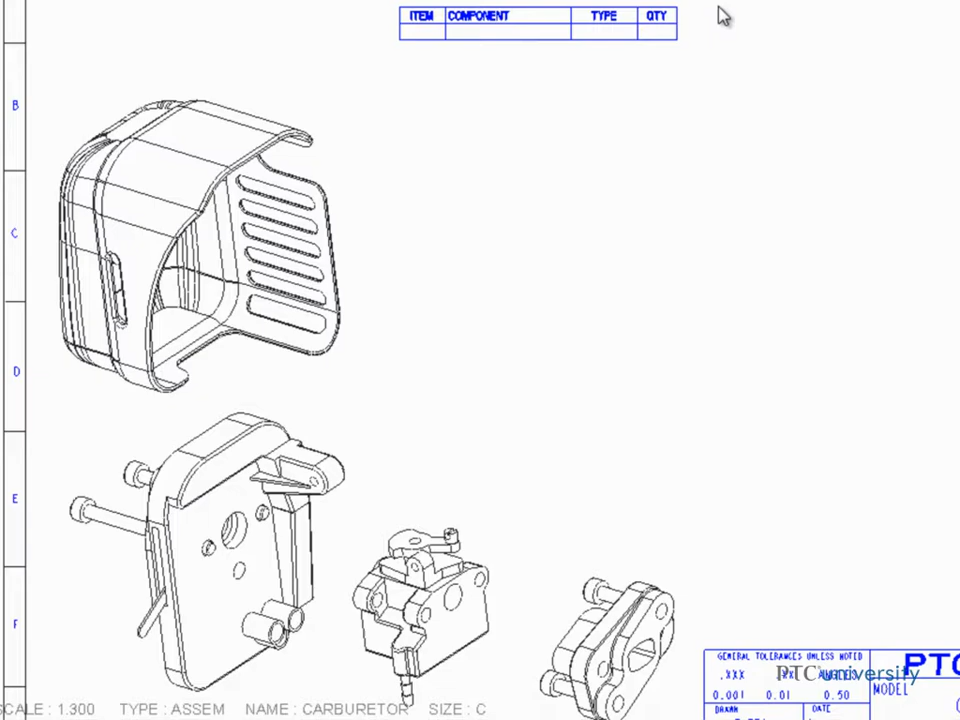 ITEM COMPONENT TYPE QTY
B
C
D
E
F
GENERAL TOLERANCES UNLESS NOTED
.XXX ANGLES
0.001 0.01 0.50
DRAWN DATE
PTC
MODEL
PTC university
SCALE : 1.300 TYPE : ASSEM NAME : CARBURETOR SIZE : C